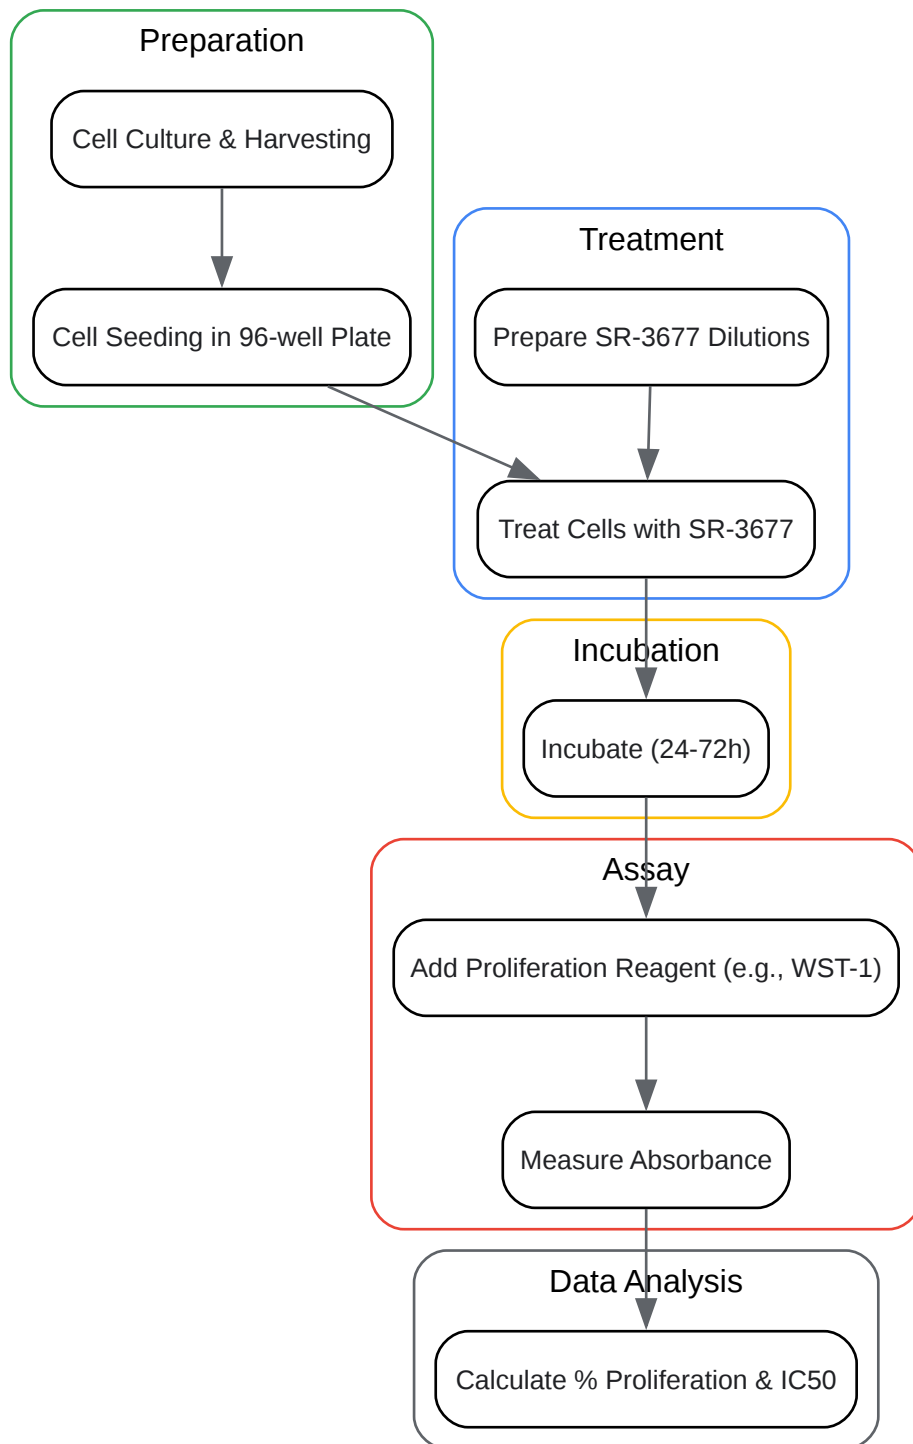 Preparation
Cell Culture & Harvesting
Cell Seeding in 96-well Plate
Treatment
Prepare SR-3677 Dilutions
Treat Cells with SR-3677
Incubation
Incubate (24-72h)
Assay
Add Proliferation Reagent (e.g., WST-1)
Measure Absorbance
Data Analysis
Calculate % Proliferation & IC50